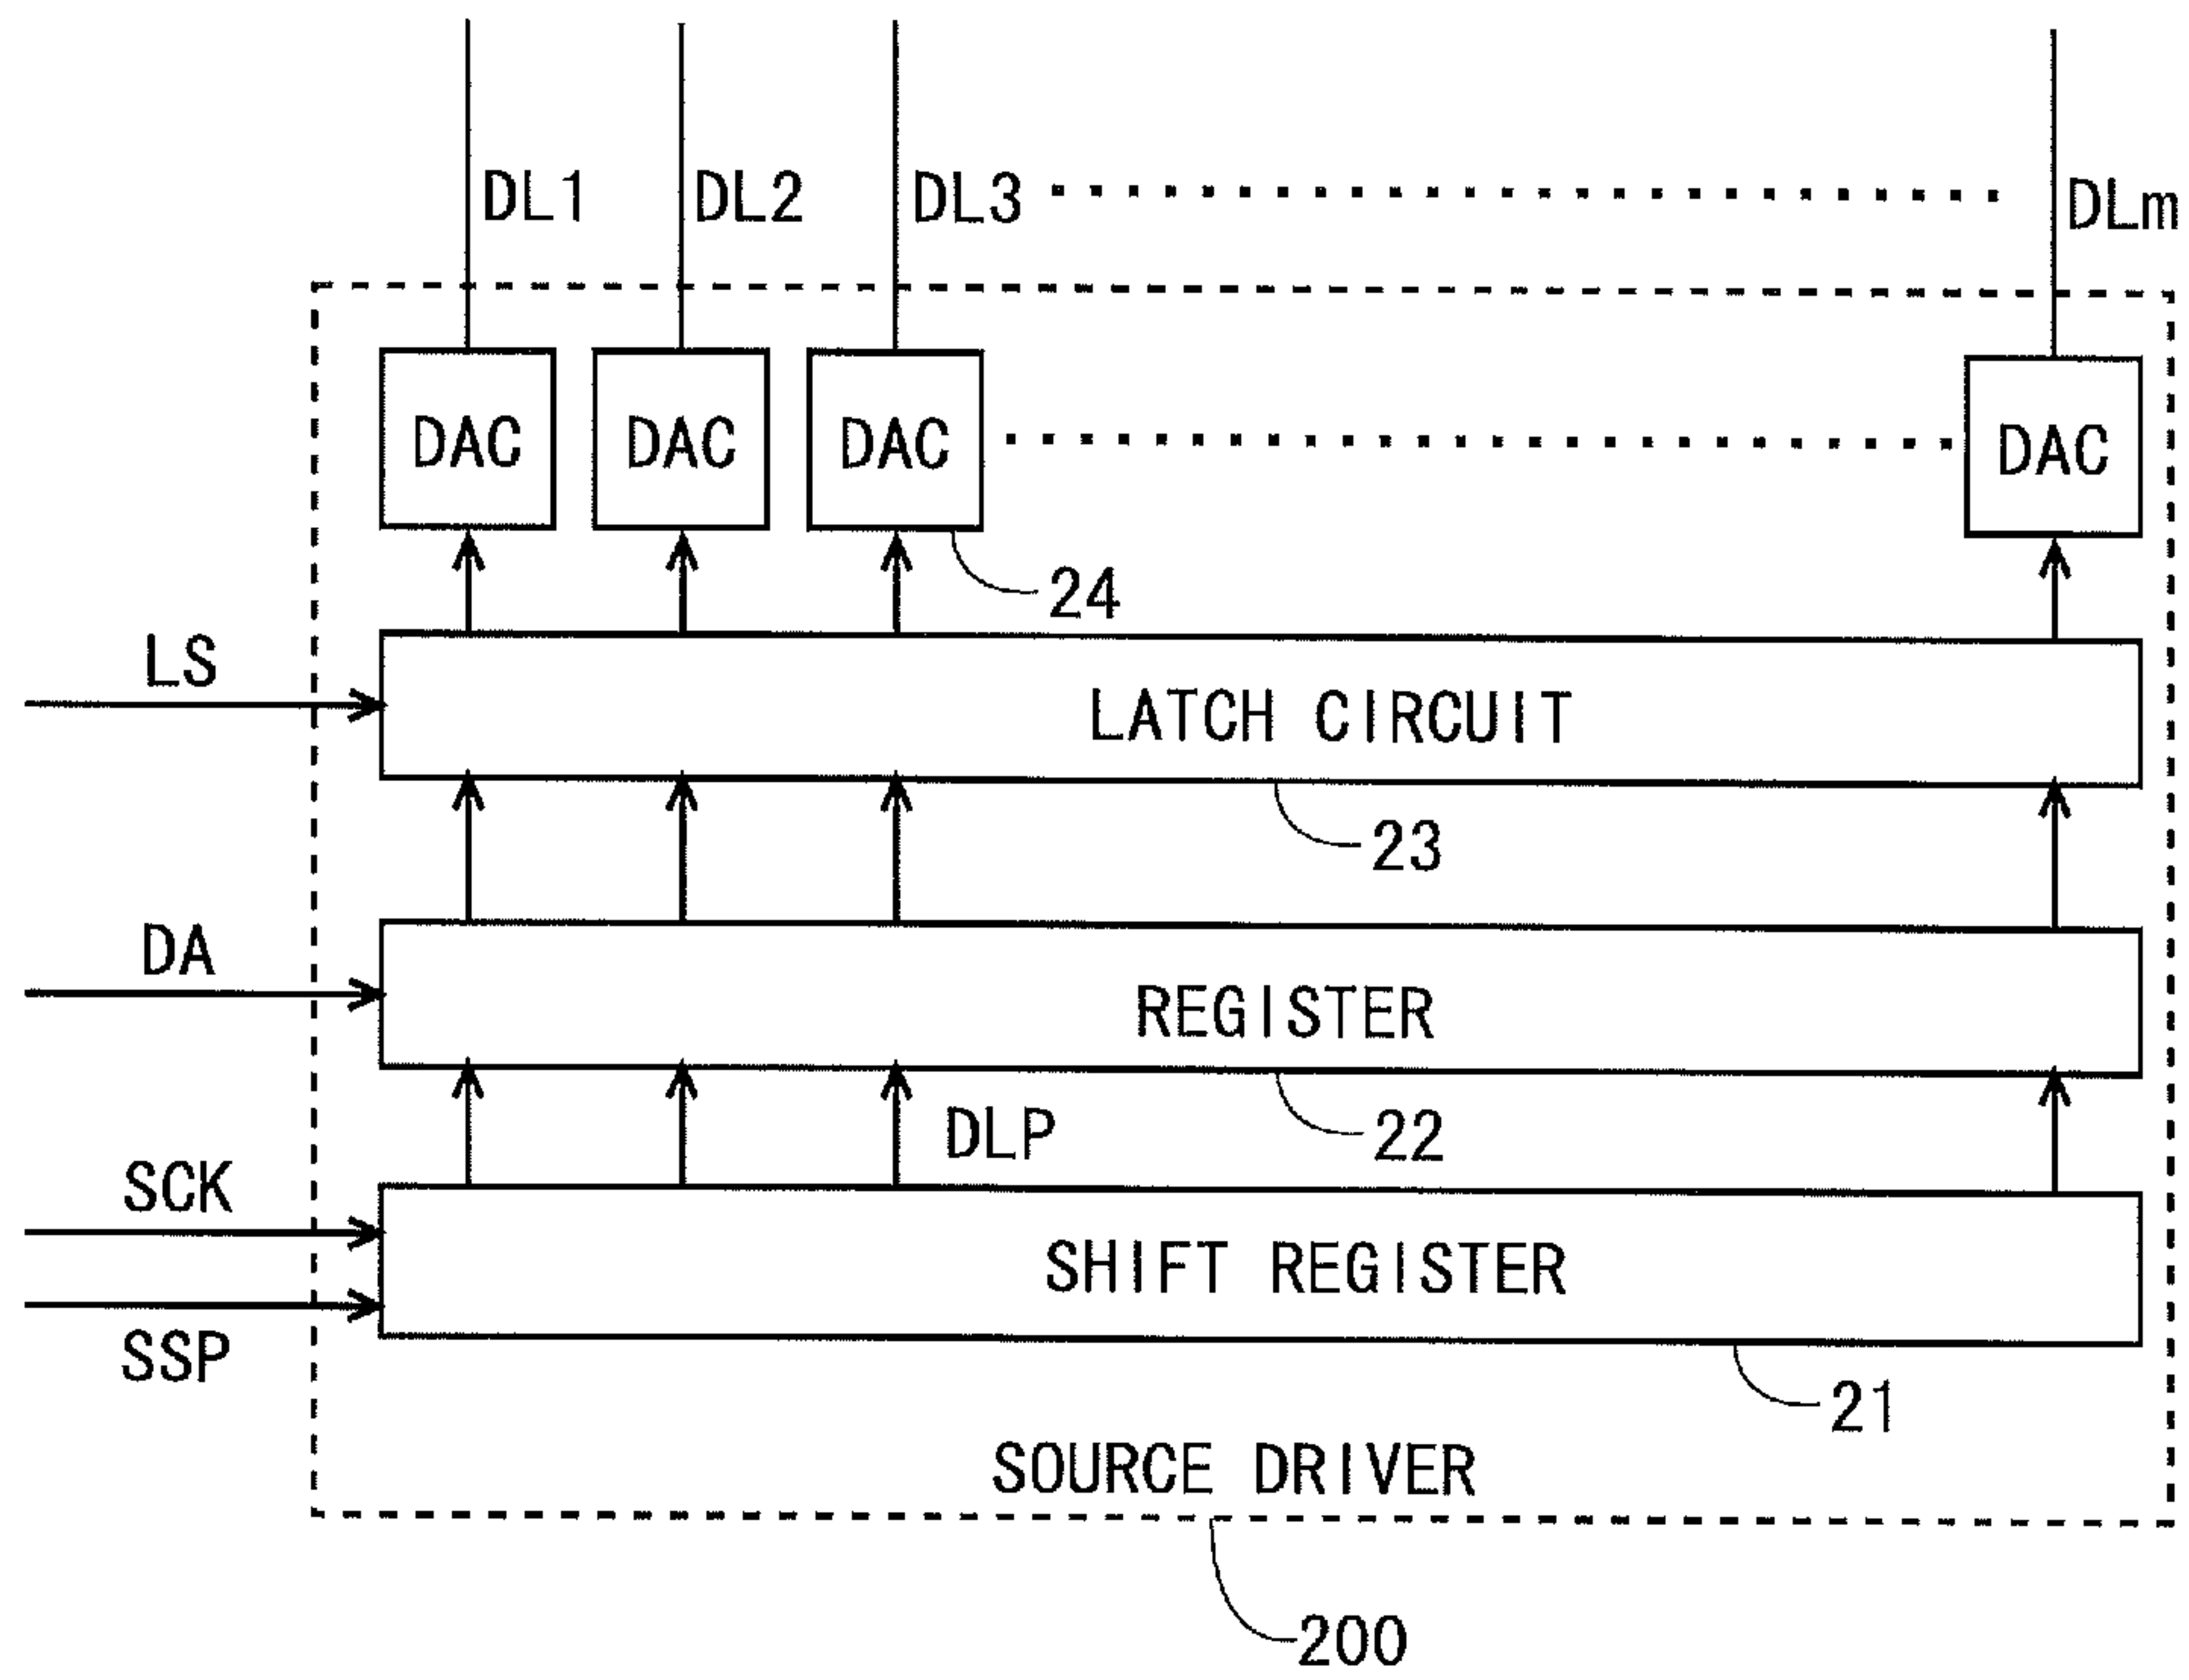 DL1 DL2 DL3 DLm
DAC DAC DAC DAC
24
LS
LATCH CIRCUIT
23
DA
REGISTER
DLP
22
SCK
SHIFT REGISTER
SSP
21
SOURCE DRIVER
200